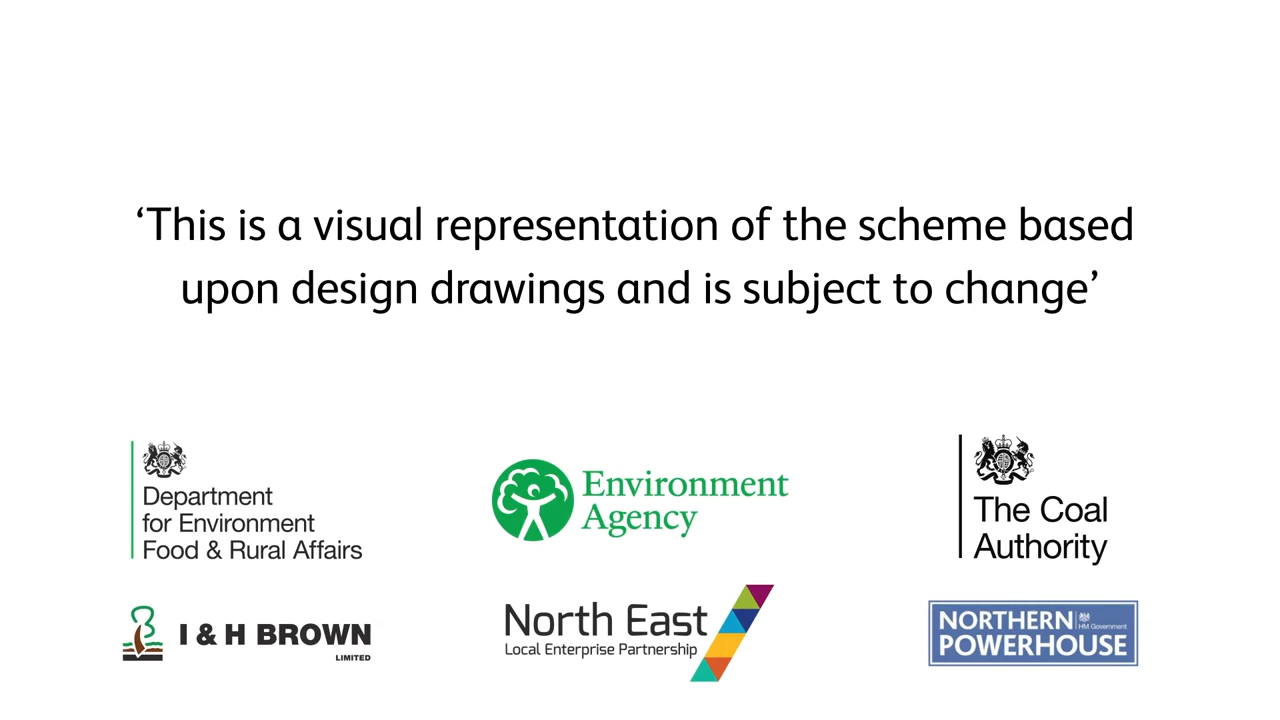 ‘This is a visual representation of the scheme based
upon design drawings and is subject to change’
Department
for Environment
Food & Rural Affairs
Environment
Agency
The Coal
Authority
I & H BROWN
LIMITED
North East
Local Enterprise Partnership
NORTHERN
HM Government
POWERHOUSE